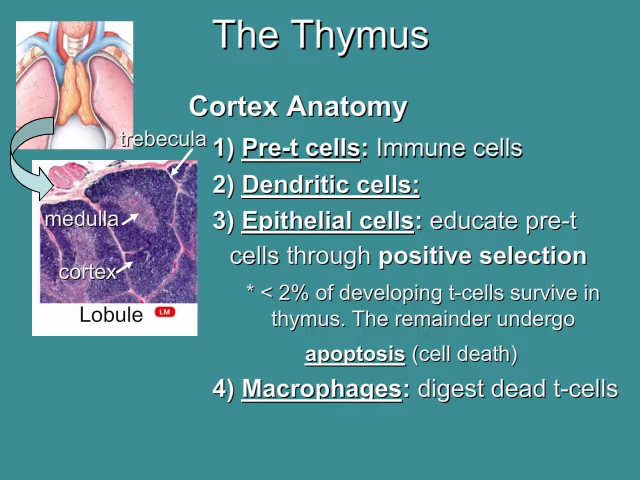 The Thymus
Cortex Anatomy
trebecula
1) Pre-t cells: Immune cells
2) Dendritic cells:
medulla
3) Epithelial cells: educate pre-t
cells through positive selection
cortex
* < 2% of developing t-cells survive in
thymus. The remainder undergo
Lobule LM
apoptosis (cell death)
4) Macrophages: digest dead t-cells